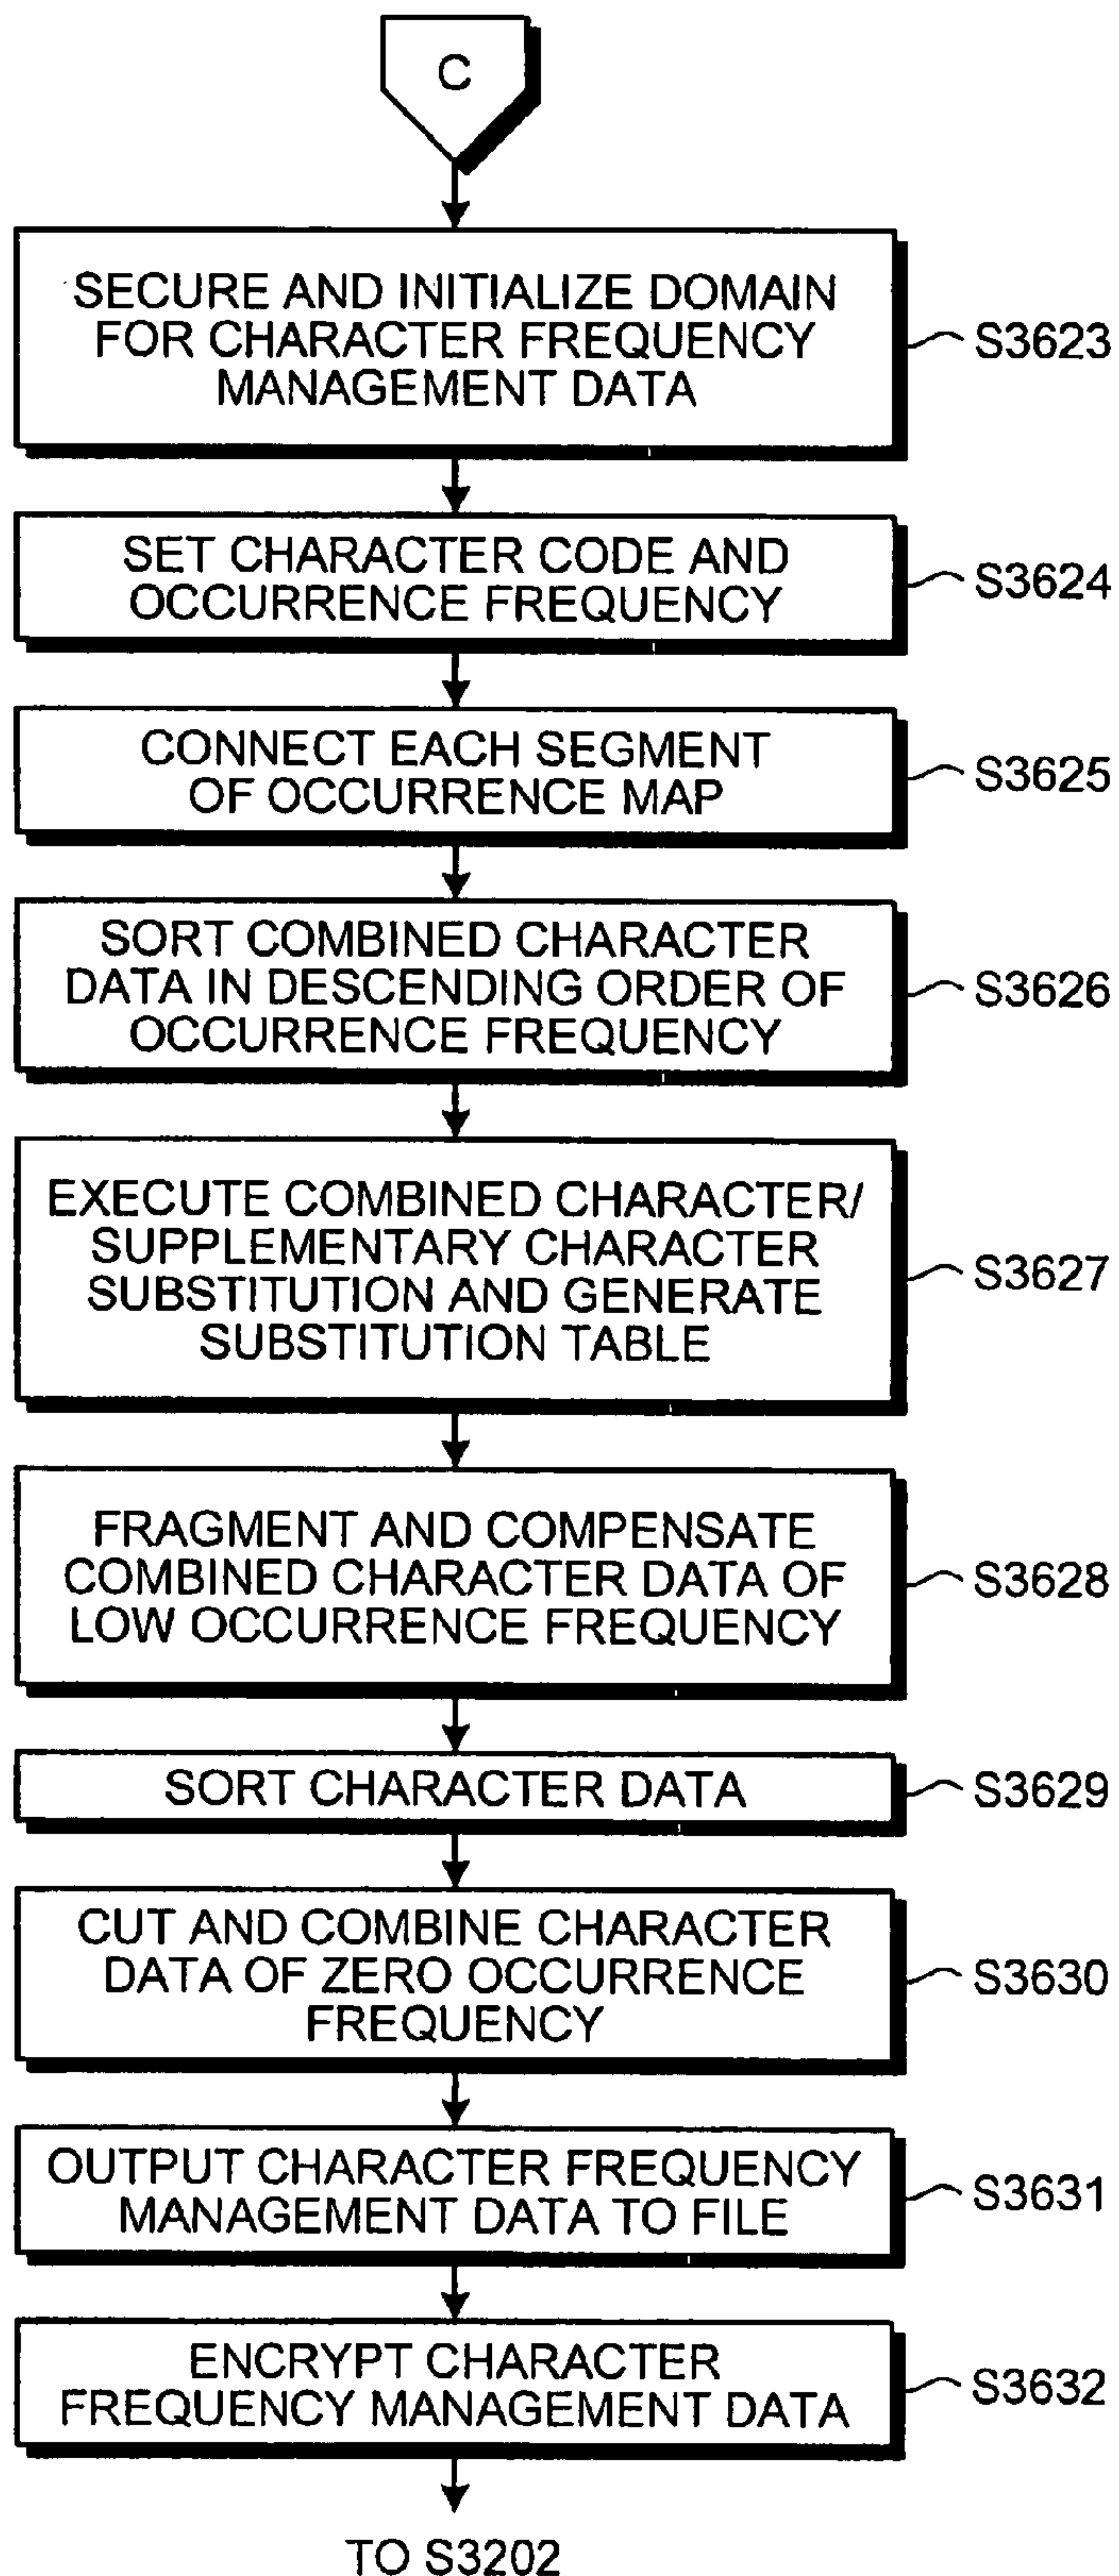 C
SECURE AND INITIALIZE DOMAIN
FOR CHARACTER FREQUENCY
MANAGEMENT DATA
S3623
SET CHARACTER CODE AND
OCCURRENCE FREQUENCY
S3624
CONNECT EACH SEGMENT
OF OCCURRENCE MAP
S3625
SORT COMBINED CHARACTER
DATA IN DESCENDING ORDER OF
OCCURRENCE FREQUENCY
S3626
EXECUTE COMBINED CHARACTER/
SUPPLEMENTARY CHARACTER
SUBSTITUTION AND GENERATE
SUBSTITUTION TABLE
S3627
FRAGMENT AND COMPENSATE
COMBINED CHARACTER DATA OF
LOW OCCURRENCE FREQUENCY
S3628
SORT CHARACTER DATA
S3629
CUT AND COMBINE CHARACTER
DATA OF ZERO OCCURRENCE
FREQUENCY
S3630
OUTPUT CHARACTER FREQUENCY
MANAGEMENT DATA TO FILE
S3631
ENCRYPT CHARACTER
FREQUENCY MANAGEMENT DATA
S3632
TO S3202